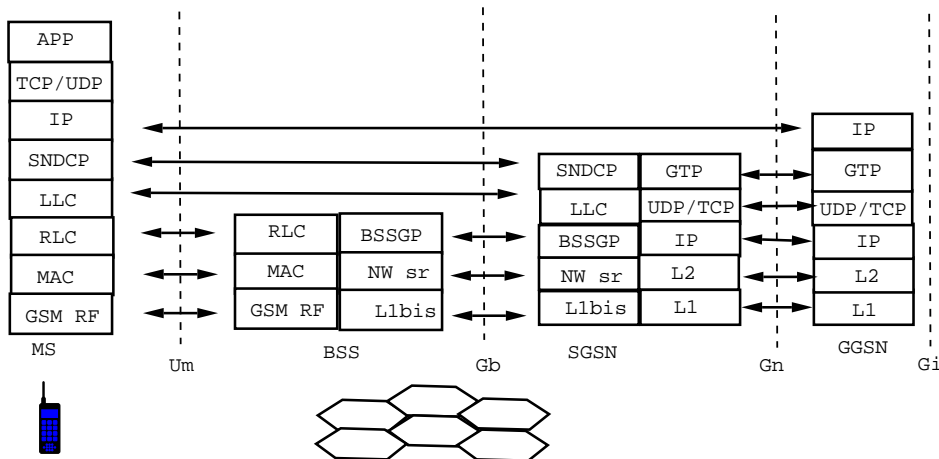 APP
TCP/UDP
IP
SNDCP
LLC
RLC
MAC
GSM RF
MS
Um
RLC
BSSGP
MAC
NW sr
GSM RF
L1bis
BSS
Gb
SNDCP
GTP
LLC
UDP/TCP
BSSGP
IP
NW sr
L2
L1bis
L1
SGSN
Gn
IP
GTP
UDP/TCP
IP
L2
L1
GGSN
Gi